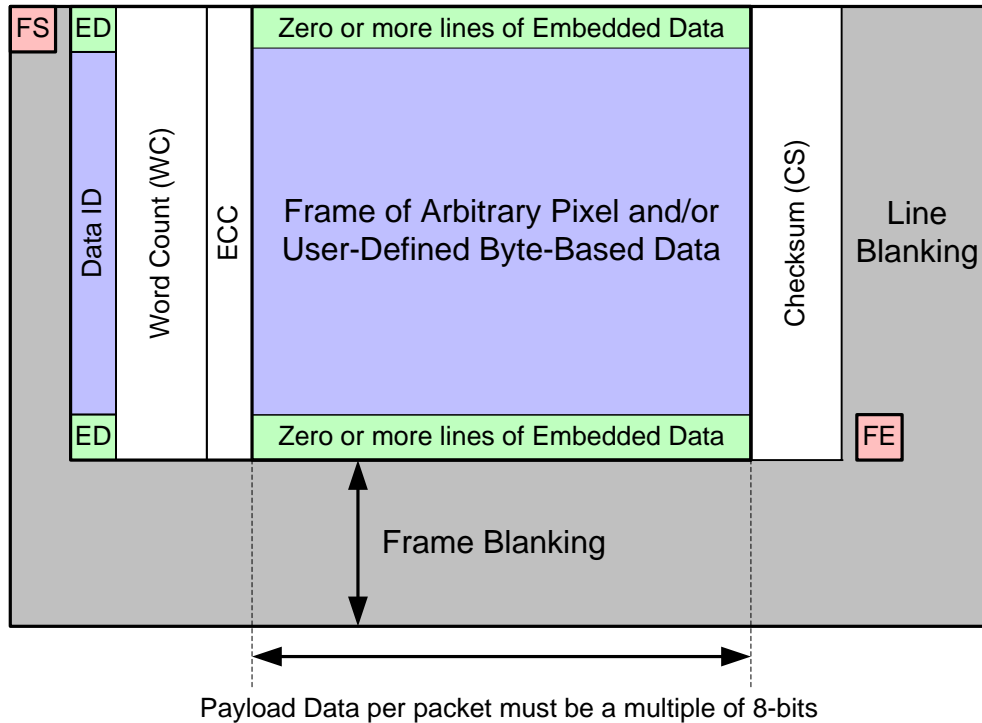 FS
ED
Zero or more lines of Embedded Data
Data ID
Word Count (WC)
ECC
Frame of Arbitrary Pixel and/or
User-Defined Byte-Based Data
Checksum (CS)
Line
Blanking
ED
Zero or more lines of Embedded Data
FE
Frame Blanking
Payload Data per packet must be a multiple of 8-bits